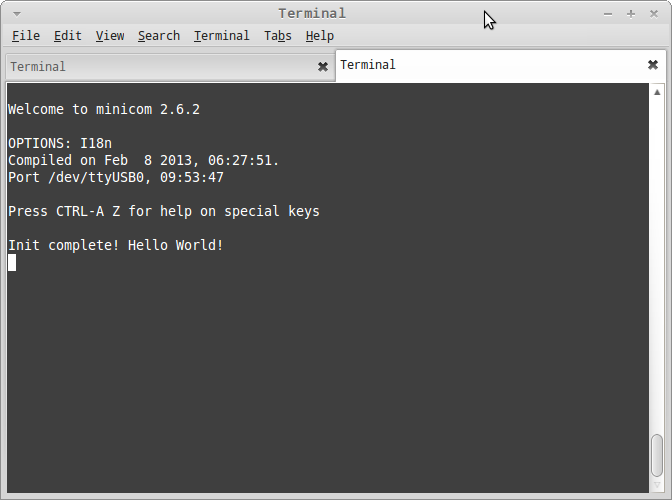 Terminal
File Edit View Search Terminal Tabs Help
Terminal Terminal
Welcome to minicom 2.6.2
OPTIONS: I18n
Compiled on Feb  8 2013, 06:27:51.
Port /dev/ttyUSB0, 09:53:47
Press CTRL-A Z for help on special keys
Init complete! Hello World!